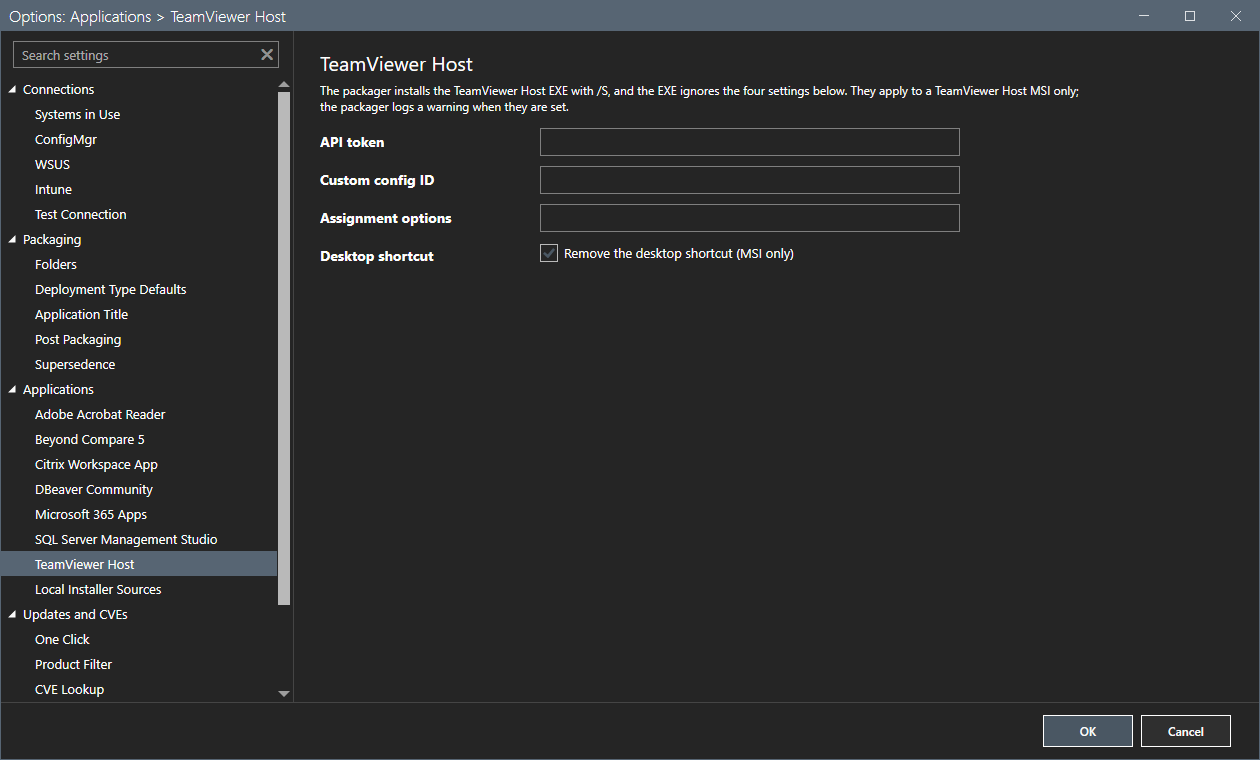 Options: Applications > TeamViewer Host
Search settings
Connections
Systems in Use
ConfigMgr
WSUS
Intune
Test Connection
Packaging
Folders
Deployment Type Defaults
Application Title
Post Packaging
Supersedence
Applications
Adobe Acrobat Reader
Beyond Compare 5
Citrix Workspace App
DBeaver Community
Microsoft 365 Apps
SQL Server Management Studio
TeamViewer Host
Local Installer Sources
Updates and CVEs
One Click
Product Filter
CVE Lookup
TeamViewer Host
The packager installs the TeamViewer Host EXE with /S, and the EXE ignores the four settings below. They apply to a TeamViewer Host MSI only;
the packager logs a warning when they are set.
API token
Custom config ID
Assignment options
Desktop shortcut
Remove the desktop shortcut (MSI only)
OK
Cancel